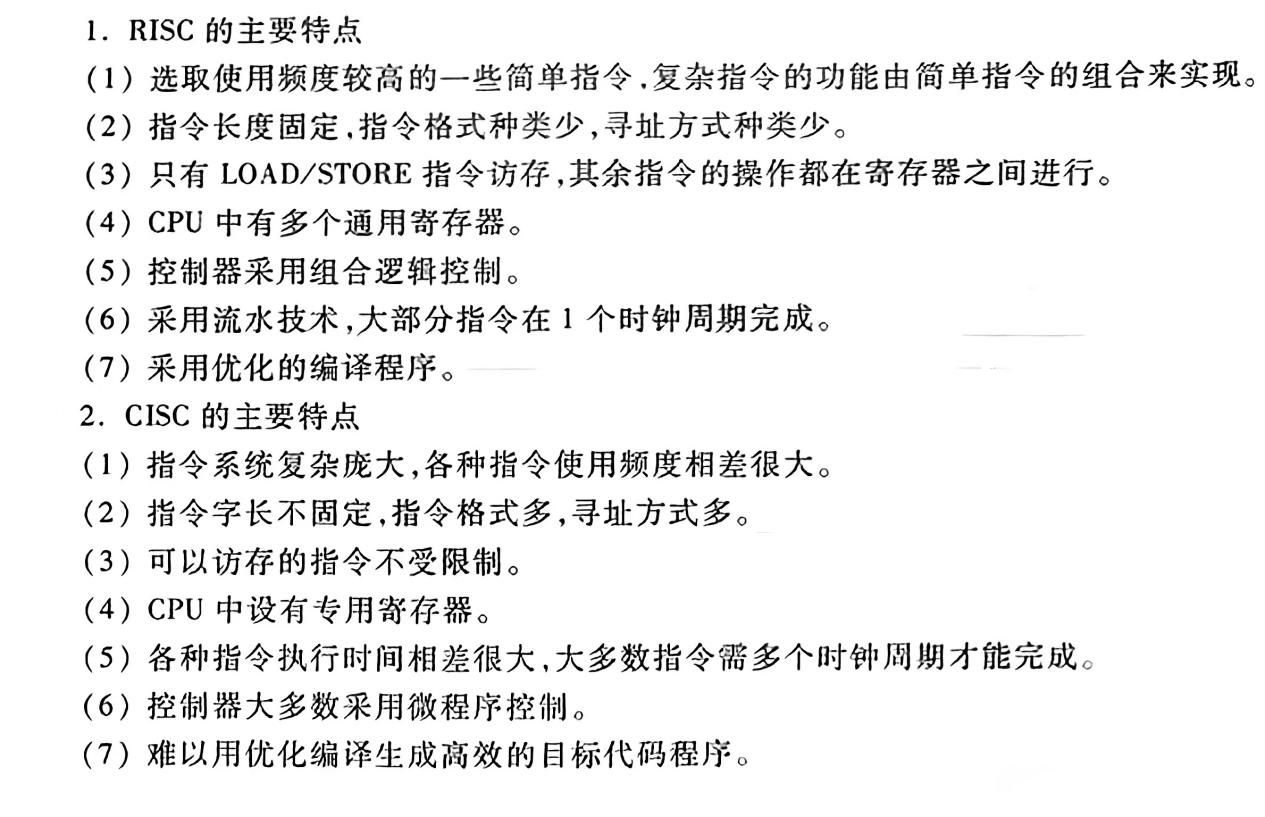 1. RISC 的主要特点
(1) 选取使用频度较高的一些简单指令,复杂指令的功能由简单指令的组合来实现。
(2) 指令长度固定,指令格式种类少,寻址方式种类少。
(3) 只有 LOAD/STORE 指令访存,其余指令的操作都在寄存器之间进行。
(4) CPU 中有多个通用寄存器。
(5) 控制器采用组合逻辑控制。
(6) 采用流水技术,大部分指令在 1 个时钟周期完成。
(7) 采用优化的编译程序。
2. CISC 的主要特点
(1) 指令系统复杂庞大,各种指令使用频度相差很大。
(2) 指令字长不固定,指令格式多,寻址方式多。
(3) 可以访存的指令不受限制。
(4) CPU 中设有专用寄存器。
(5) 各种指令执行时间相差很大,大多数指令需多个时钟周期才能完成。
(6) 控制器大多数采用微程序控制。
(7) 难以用优化编译生成高效的目标代码程序。